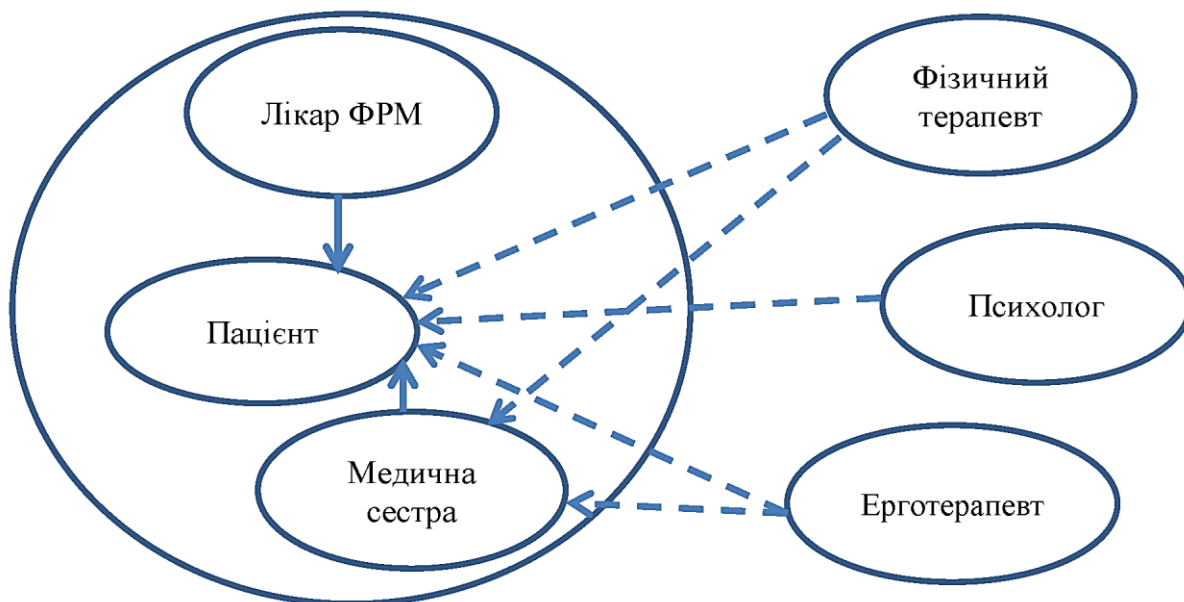 Лікар ФРМ
Фізичний
терапевт
Пацієнт
Психолог
Медична
сестра
Ерготерапевт